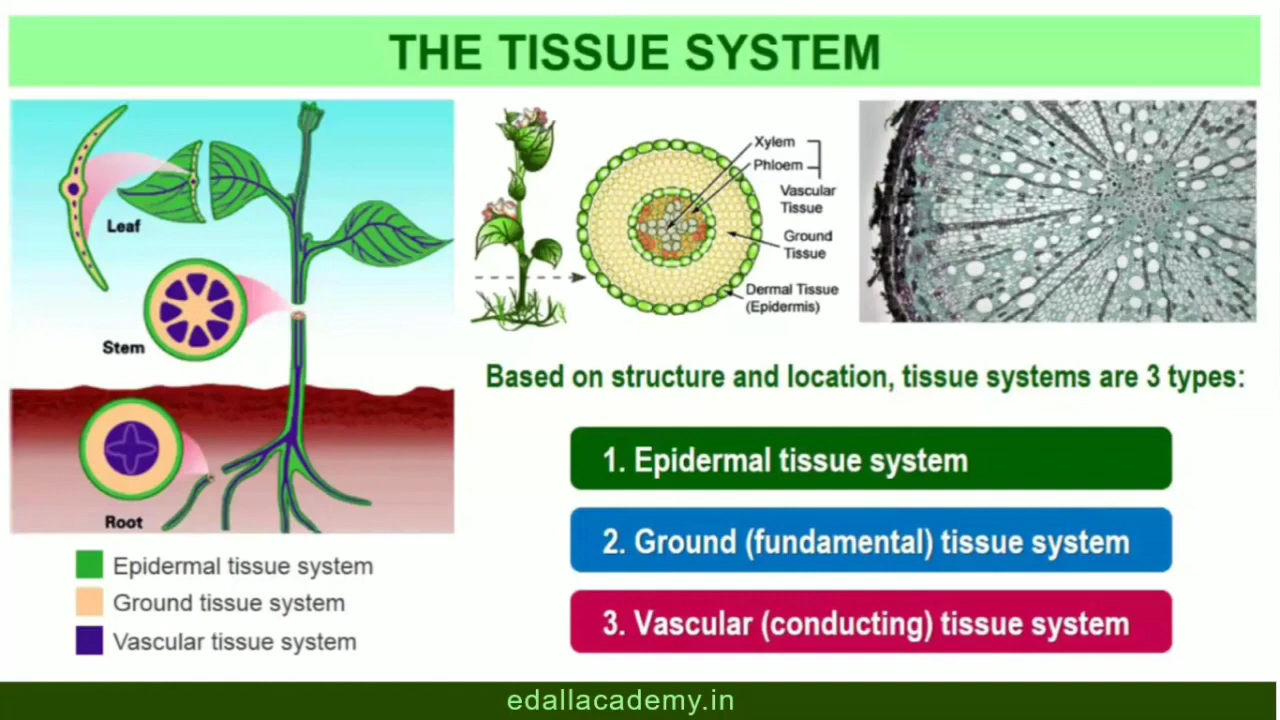 THE TISSUE SYSTEM
Leaf
Stem
Root
Epidermal tissue system
Ground tissue system
Vascular tissue system
Xylem
Phloem
Vascular
Tissue
Ground
Tissue
Dermal Tissue
(Epidermis)
Based on structure and location, tissue systems are 3 types:
1. Epidermal tissue system
2. Ground (fundamental) tissue system
3. Vascular (conducting) tissue system
edallacademy.in